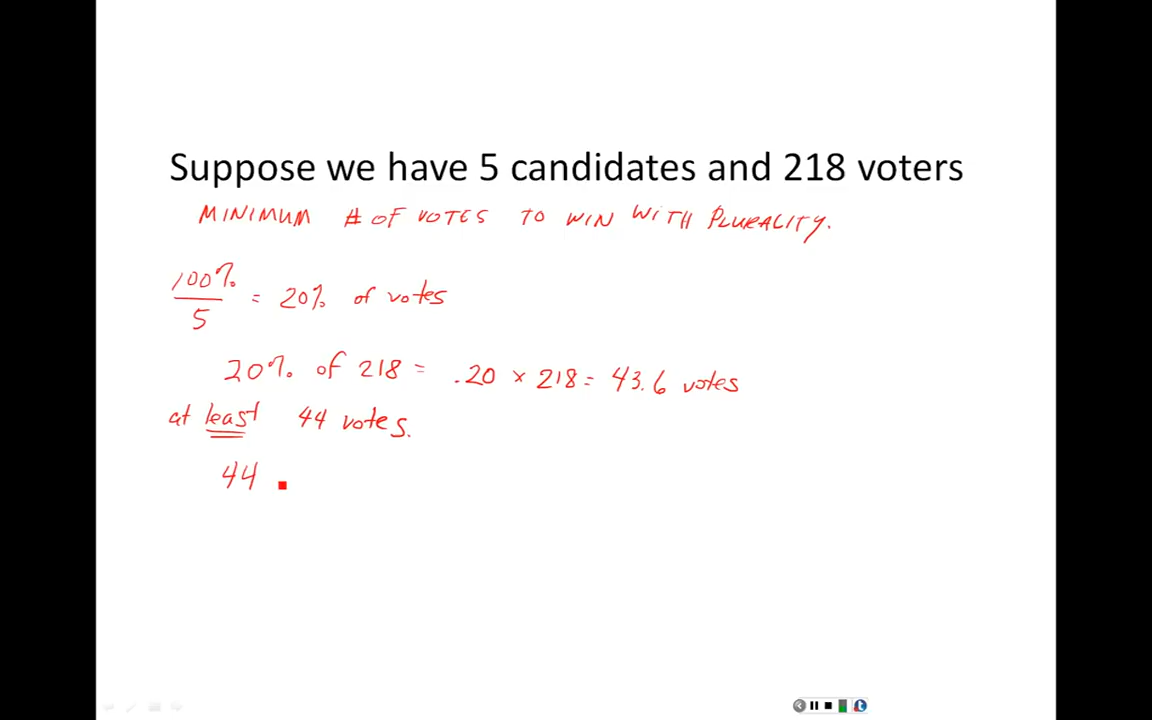 Suppose we have 5 candidates and 218 voters
MINIMUM # OF VOTES TO WIN WITH PLURALITY.
100%
5
= 20% of votes
20% of 218 = .20 × 218 = 43.6 votes
at least 44 votes.
44